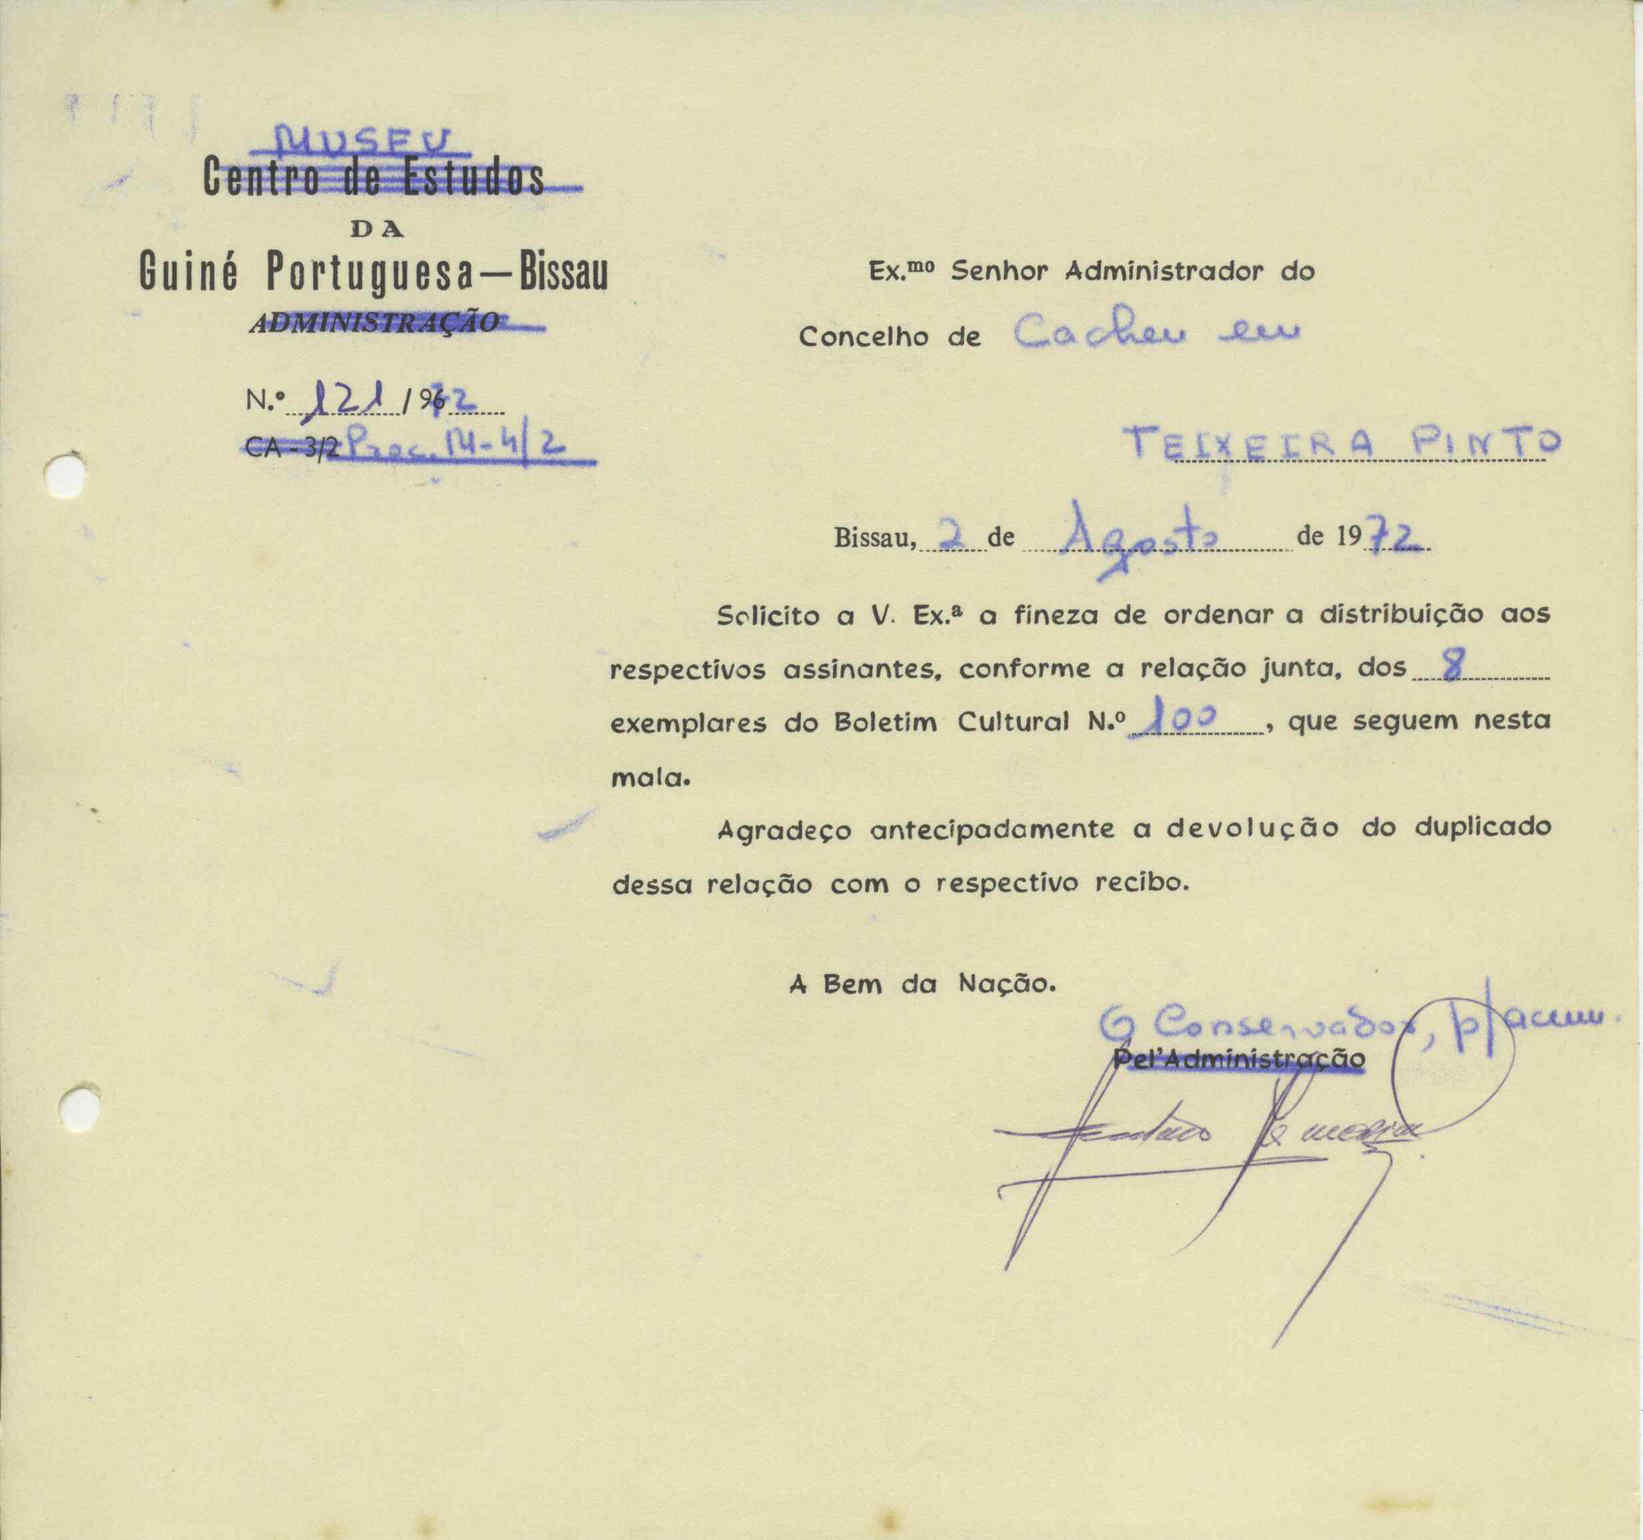 MUSEU
Centro de Estudos
DA
Guiné Portuguesa—Bissau
ADMINISTRAÇÃO
N.º 121 / 9672
CA - 3/2 Proc. M-4/2
Ex.mo Senhor Administrador do
Concelho de Cacheu em
TEIXEIRA PINTO
Bissau, 2 de Agosto de 1972
Solicito a V. Ex.ª a fineza de ordenar a distribuição aos
respectivos assinantes, conforme a relação junta, dos 8
exemplares do Boletim Cultural N.º 100, que seguem nesta
mala.
Agradeço antecipadamente a devolução do duplicado
dessa relação com o respectivo recibo.
A Bem da Nação.
O Conservador, p/acum.
Pel'Administração